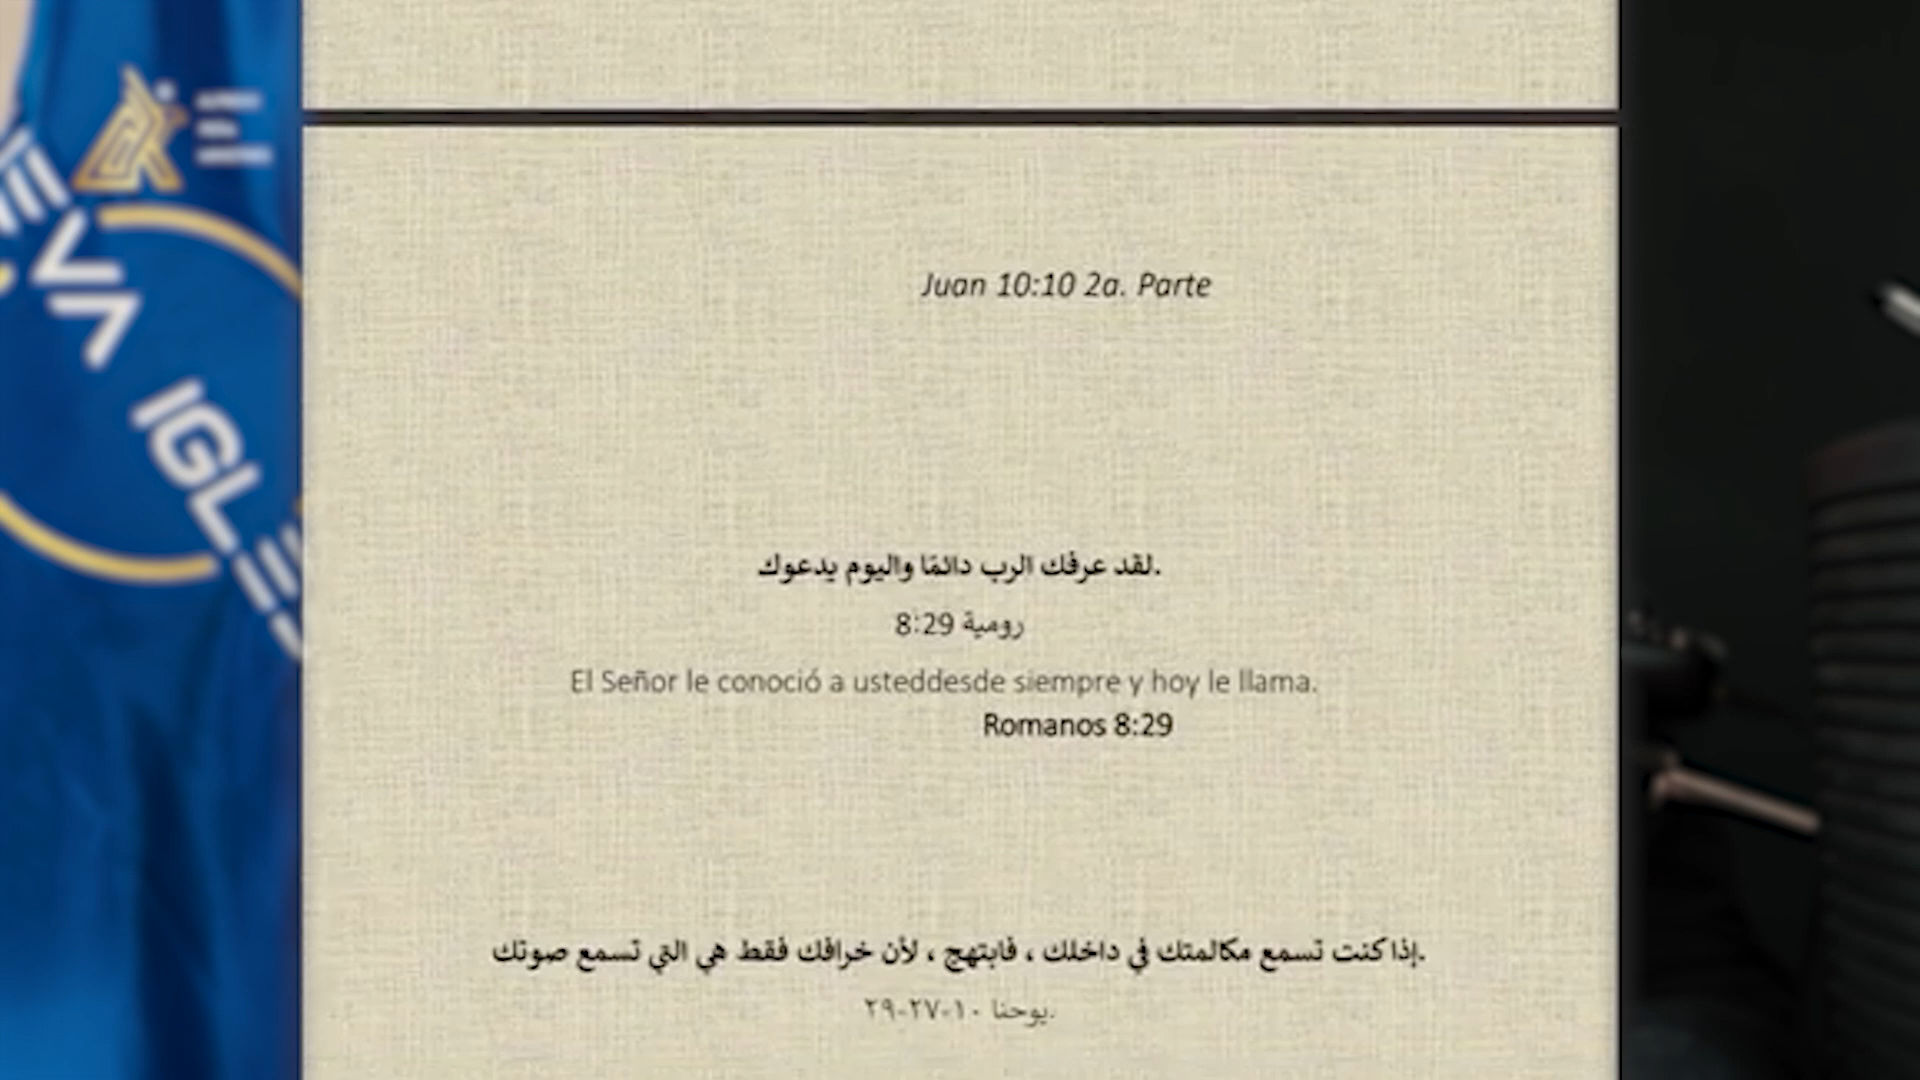 EVA
IGLES
Juan 10:10 2a. Parte
لقد عرفك الرب دائمًا واليوم يدعوك.
رومية 8:29
El Señor le conoció a usteddesde siempre y hoy le llama.
Romanos 8:29
إذا كنت تسمع مكالمتك في داخلك ، فابتهج ، لأن خرافك فقط هي التي تسمع صوتك.
يوحنا ١٠-٢٧-٢٩.